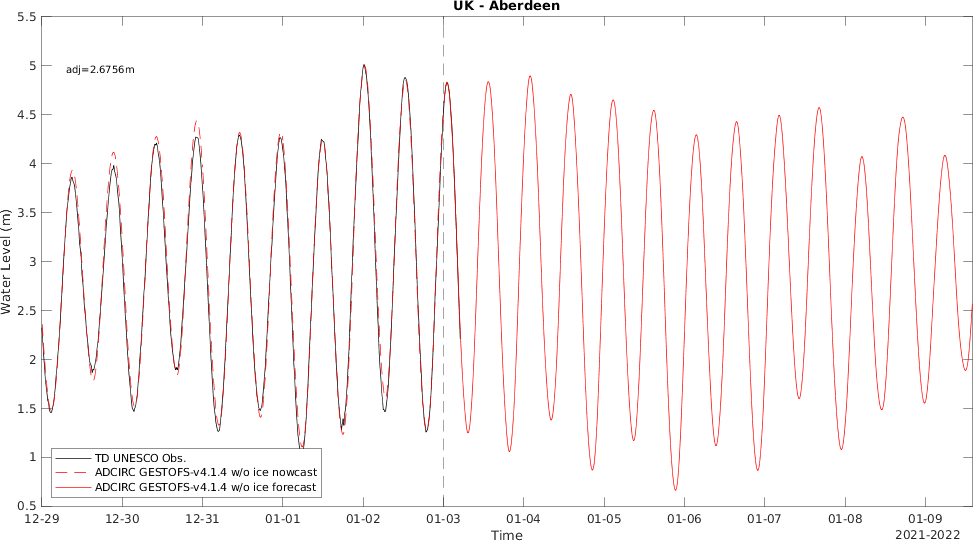 UK - Aberdeen
adj=2.6756m
Water Level (m)
5.5
5
4.5
4
3.5
3
2.5
2
1.5
1
0.5
TD UNESCO Obs.
ADCIRC GESTOFS-v4.1.4 w/o ice nowcast
ADCIRC GESTOFS-v4.1.4 w/o ice forecast
12-29 12-30 12-31 01-01 01-02 01-03 01-04 01-05 01-06 01-07 01-08 01-09
2021-2022
Time